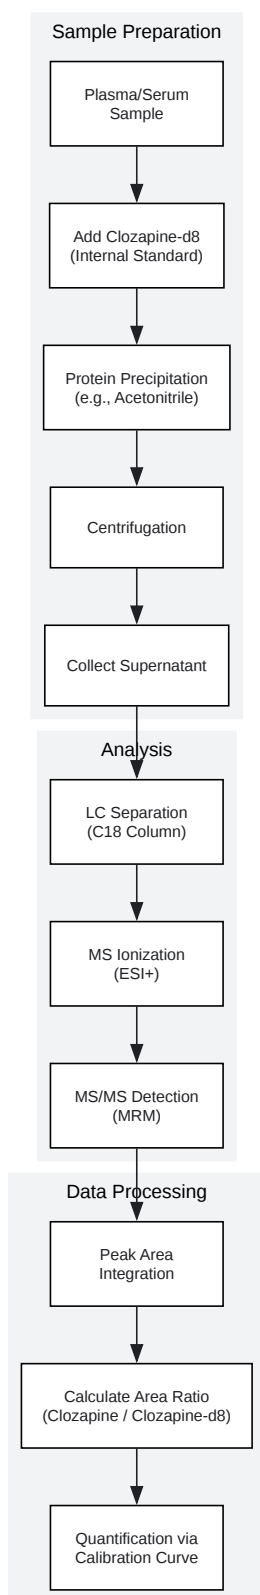 Sample Preparation
Plasma/Serum
Sample
Add Clozapine-d8
(Internal Standard)
Protein Precipitation
(e.g., Acetonitrile)
Centrifugation
Collect Supernatant
Analysis
LC Separation
(C18 Column)
MS Ionization
(ESI+)
MS/MS Detection
(MRM)
Data Processing
Peak Area
Integration
Calculate Area Ratio
(Clozapine / Clozapine-d8)
Quantification via
Calibration Curve